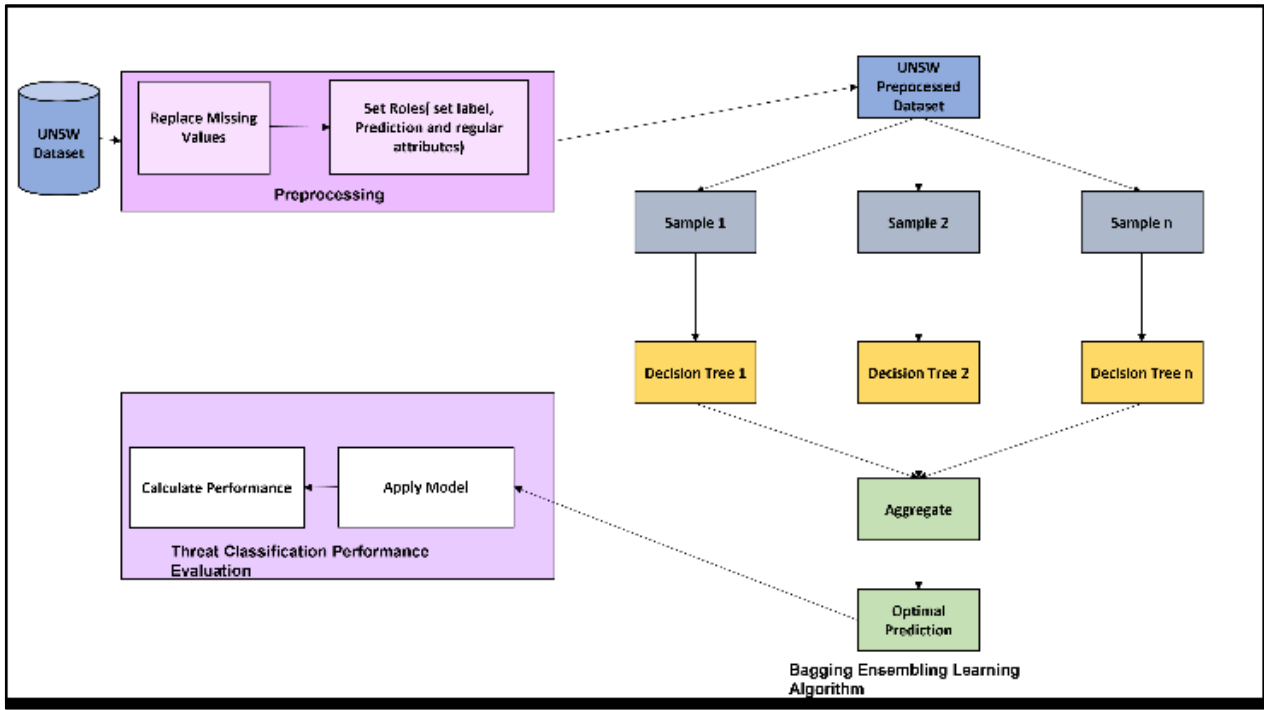 UNSW
Dataset
Replace Missing
Values
Set Roles( set label,
Prediction and regular
attributes)
Preprocessing
UNSW
Prepocessed
Dataset
Sample 1
Sample 2
Sample n
Decision Tree 1
Decision Tree 2
Decision Tree n
Calculate Performance
Apply Model
Threat Classification Performance
Evaluation
Aggregate
Optimal
Prediction
Bagging Ensembling Learning
Algorithm